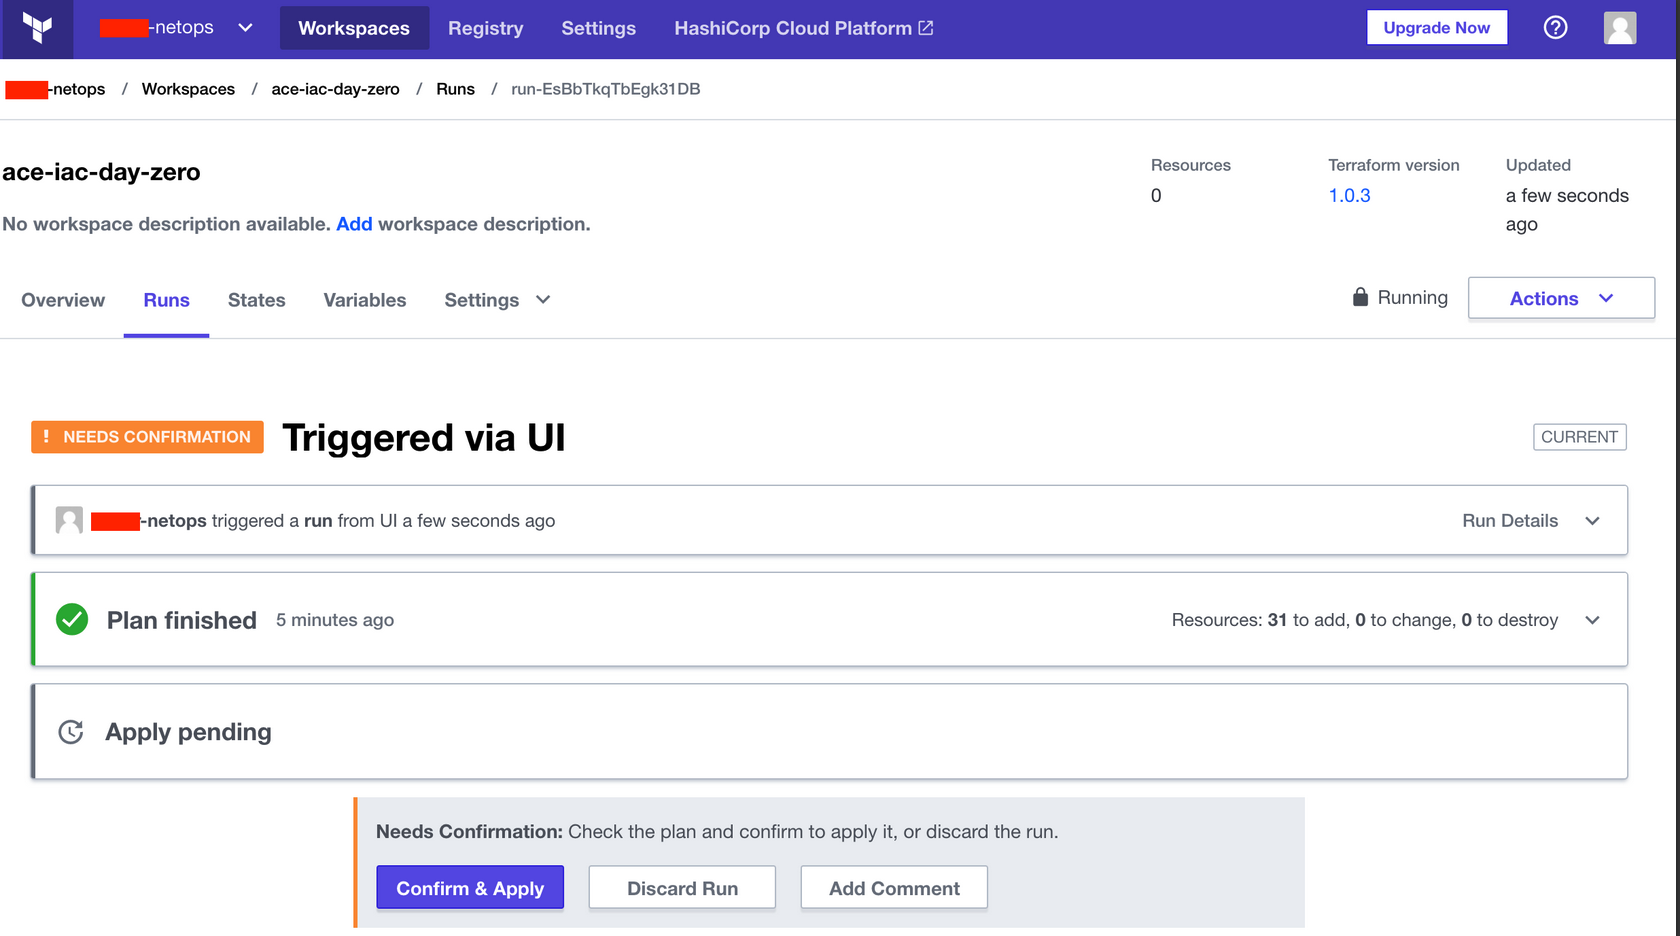 -netops Workspaces Registry Settings HashiCorp Cloud Platform Upgrade Now ?
-netops / Workspaces / ace-iac-day-zero / Runs / run-EsBbTkqTbEgk31DB
ace-iac-day-zero
No workspace description available. Add workspace description.
Resources
0
Terraform version
1.0.3
Updated
a few seconds
ago
Overview Runs States Variables Settings Running Actions
! NEEDS CONFIRMATION Triggered via UI CURRENT
-netops triggered a run from UI a few seconds ago Run Details
Plan finished 5 minutes ago Resources: 31 to add, 0 to change, 0 to destroy
Apply pending
Needs Confirmation: Check the plan and confirm to apply it, or discard the run.
Confirm & Apply Discard Run Add Comment